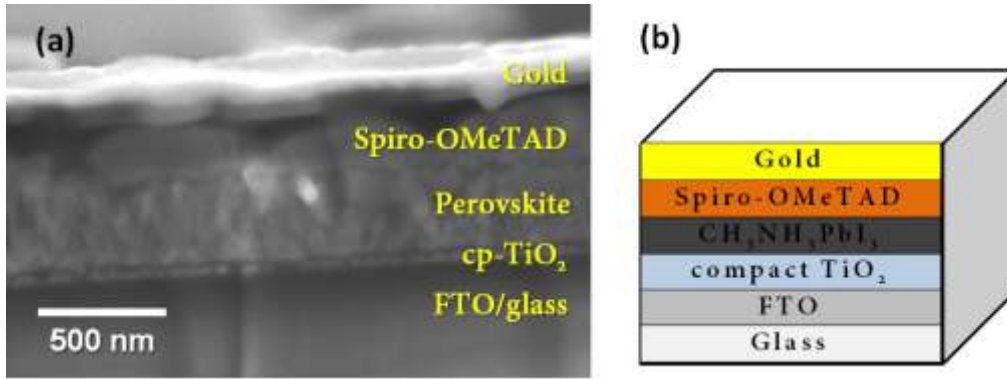 (a)
Gold
Spiro-OMeTAD
Perovskite
cp-TiO₂
FTO/glass
500 nm
(b)
Gold
Spiro-OMeTAD
CH₃NH₃PbI₃
compact TiO₂
FTO
Glass